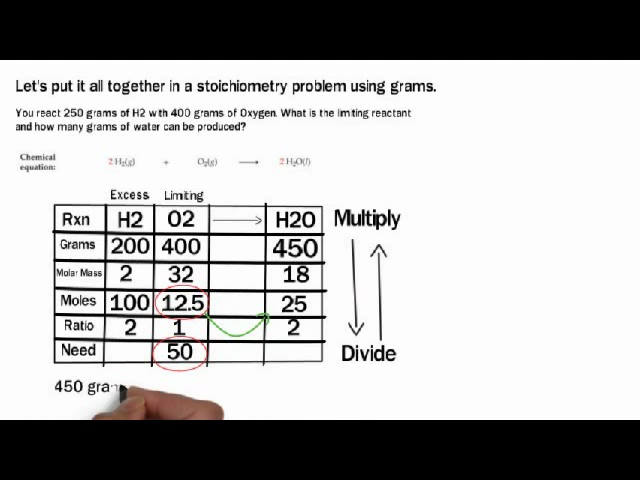 Let's put it all together in a stoichiometry problem using grams.
You react 250 grams of H2 with 400 grams of Oxygen. What is the limiting reactant
and how many grams of water can be produced?
Chemical equation: 2 H₂(g) + O₂(g) ⟶ 2 H₂O(l)
Excess Limiting
Rxn H2 O2 ⟶ H2O Multiply
Grams 200 400 450
Molar Mass 2 32 18
Moles 100 12.5 25
Ratio 2 1 2
Need 50 Divide
450